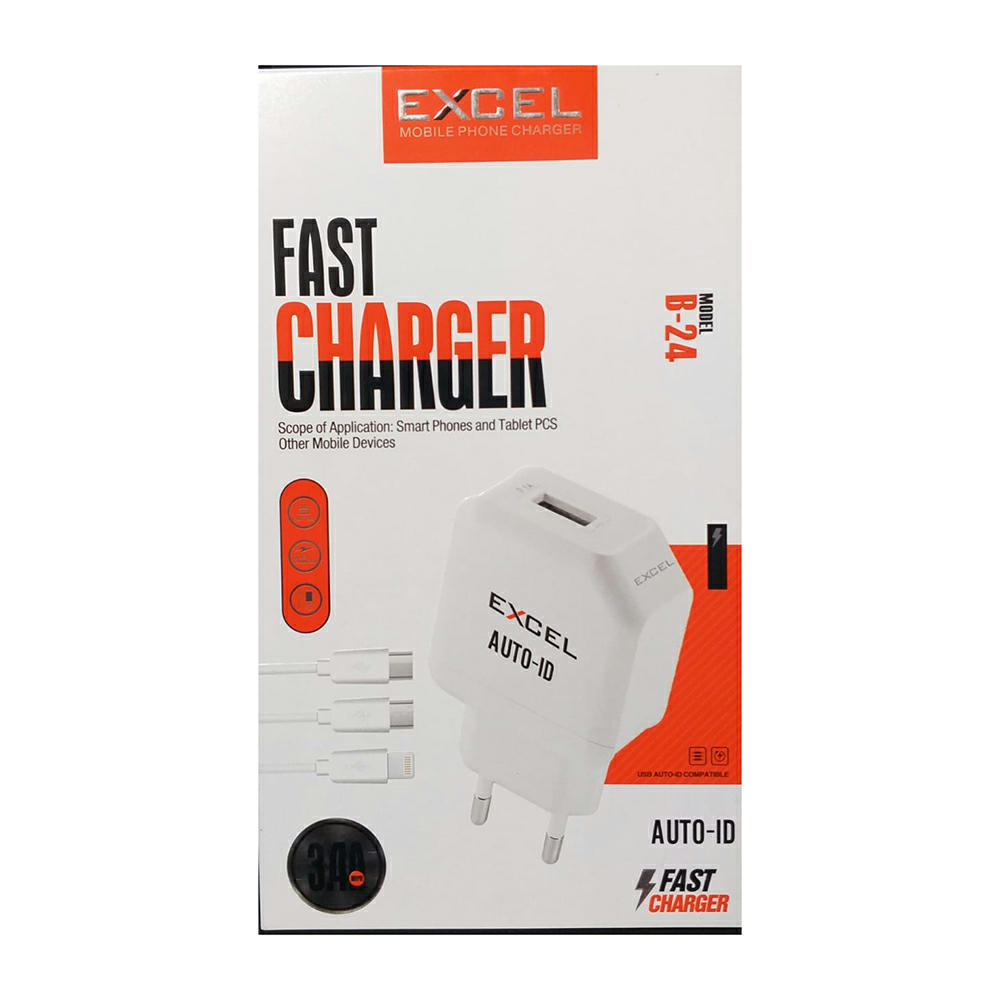 EXCEL
MOBILE PHONE CHARGER
FAST
CHARGER
MODEL
B-24
Scope of Application: Smart Phones and Tablet PCS
Other Mobile Devices
EXCEL
EXCEL
AUTO-ID
USB AUTO-ID COMPATIBLE
AUTO-ID
FAST
CHARGER